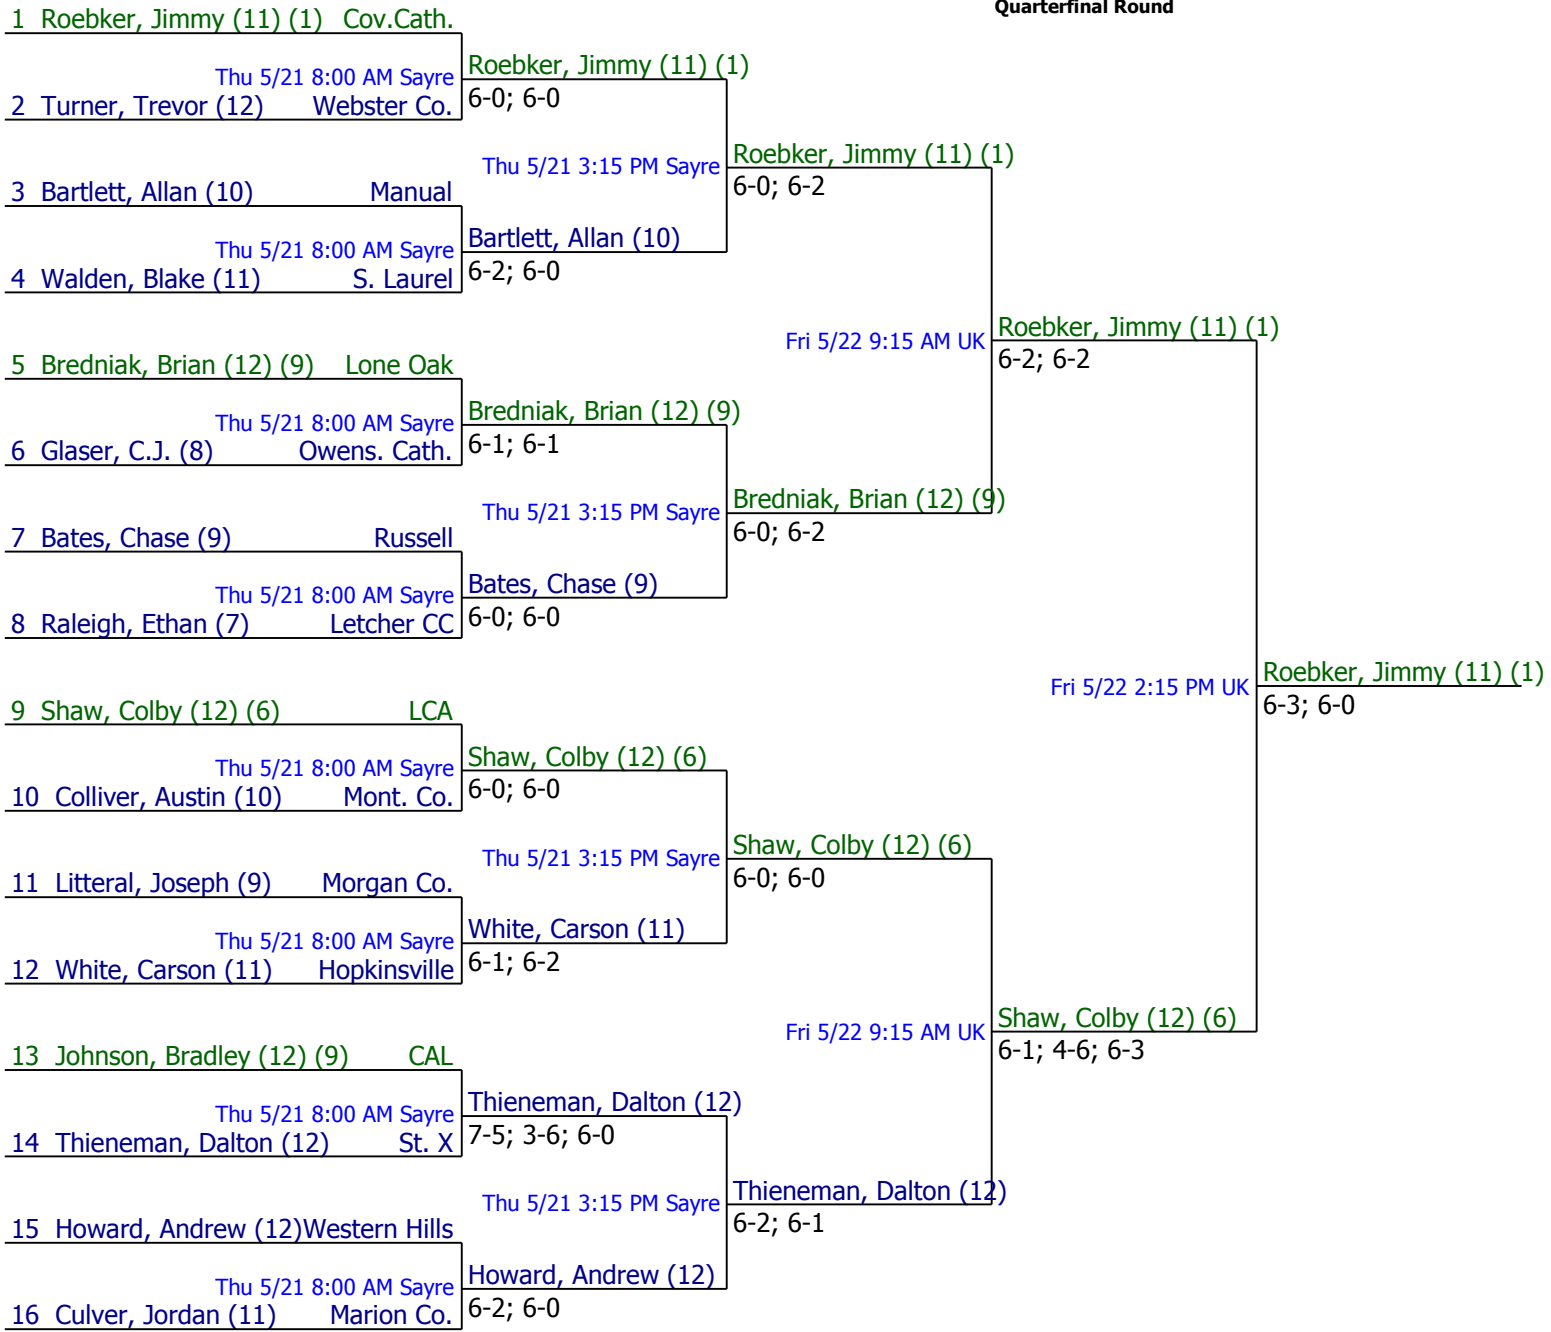 Quarterfinal Round
1 Roebker, Jimmy (11) (1) Cov.Cath.
Thu 5/21 8:00 AM Sayre
2 Turner, Trevor (12) Webster Co.
Roebker, Jimmy (11) (1)
6-0; 6-0
3 Bartlett, Allan (10) Manual
Thu 5/21 8:00 AM Sayre
4 Walden, Blake (11) S. Laurel
Bartlett, Allan (10)
6-2; 6-0
Thu 5/21 3:15 PM Sayre
Roebker, Jimmy (11) (1)
6-0; 6-2
5 Bredniak, Brian (12) (9) Lone Oak
Thu 5/21 8:00 AM Sayre
6 Glaser, C.J. (8) Owens. Cath.
Bredniak, Brian (12) (9)
6-1; 6-1
7 Bates, Chase (9) Russell
Thu 5/21 8:00 AM Sayre
8 Raleigh, Ethan (7) Letcher CC
Bates, Chase (9)
6-0; 6-0
Thu 5/21 3:15 PM Sayre
Bredniak, Brian (12) (9)
6-0; 6-2
Fri 5/22 9:15 AM UK
Roebker, Jimmy (11) (1)
6-2; 6-2
9 Shaw, Colby (12) (6) LCA
Thu 5/21 8:00 AM Sayre
10 Colliver, Austin (10) Mont. Co.
Shaw, Colby (12) (6)
6-0; 6-0
11 Litteral, Joseph (9) Morgan Co.
Thu 5/21 8:00 AM Sayre
12 White, Carson (11) Hopkinsville
White, Carson (11)
6-1; 6-2
Thu 5/21 3:15 PM Sayre
Shaw, Colby (12) (6)
6-0; 6-0
13 Johnson, Bradley (12) (9) CAL
Thu 5/21 8:00 AM Sayre
14 Thieneman, Dalton (12) St. X
Thieneman, Dalton (12)
7-5; 3-6; 6-0
15 Howard, Andrew (12)Western Hills
Thu 5/21 8:00 AM Sayre
16 Culver, Jordan (11) Marion Co.
Howard, Andrew (12)
6-2; 6-0
Thu 5/21 3:15 PM Sayre
Thieneman, Dalton (12)
6-2; 6-1
Fri 5/22 9:15 AM UK
Shaw, Colby (12) (6)
6-1; 4-6; 6-3
Fri 5/22 2:15 PM UK
Roebker, Jimmy (11) (1)
6-3; 6-0